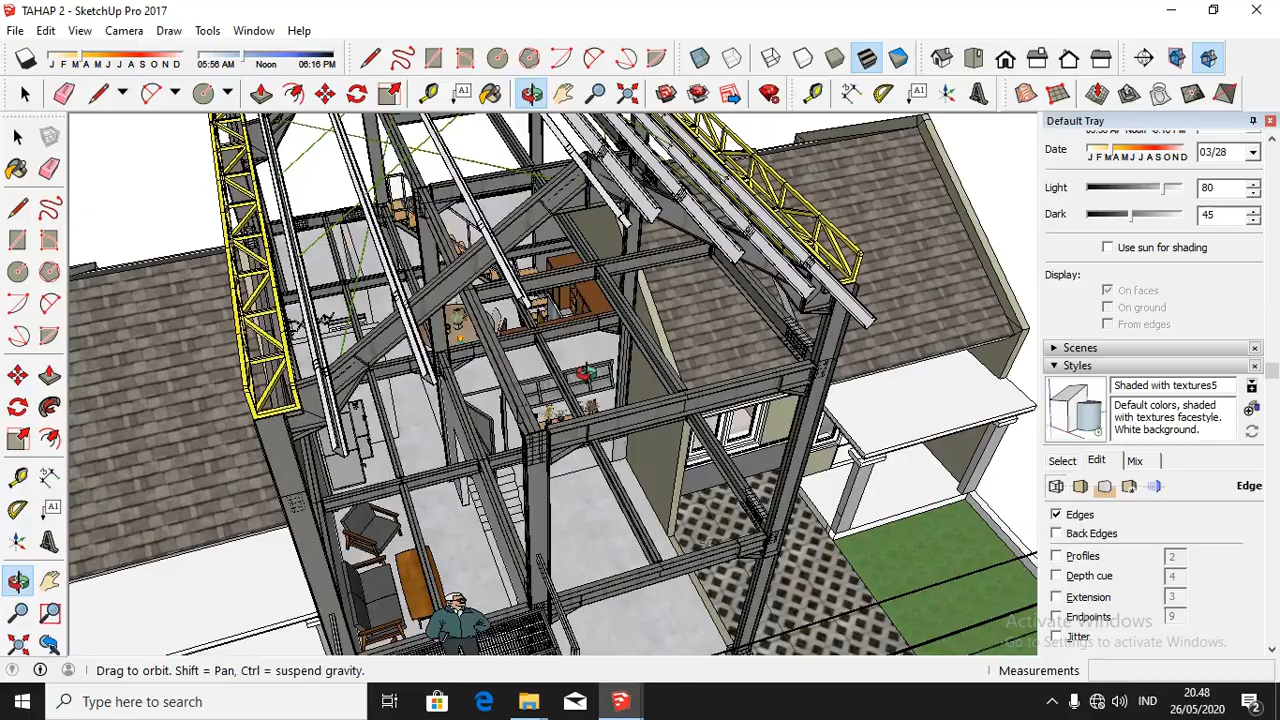 TAHAP 2 - SketchUp Pro 2017
File Edit View Camera Draw Tools Window Help
J F M A M J J A S O N D 05:56 AM Noon 06:16 PM
A1 A1
Default Tray
Date J F M A M J J A S O N D 03/28
Light 80
Dark 45
Use sun for shading
Display:
On faces
On ground
From edges
Scenes
Styles
Shaded with textures5
Default colors, shaded
with textures facestyle.
White background.
Select Edit Mix
Edge
Edges
Back Edges
Profiles 2
Depth cue 4
Extension 3
Endpoints 9
Jitter
A1
Activate Windows
Go to Settings to activate Windows.
Drag to orbit. Shift = Pan, Ctrl = suspend gravity.
Measurements
Type here to search
IND
20.48
26/05/2020
2